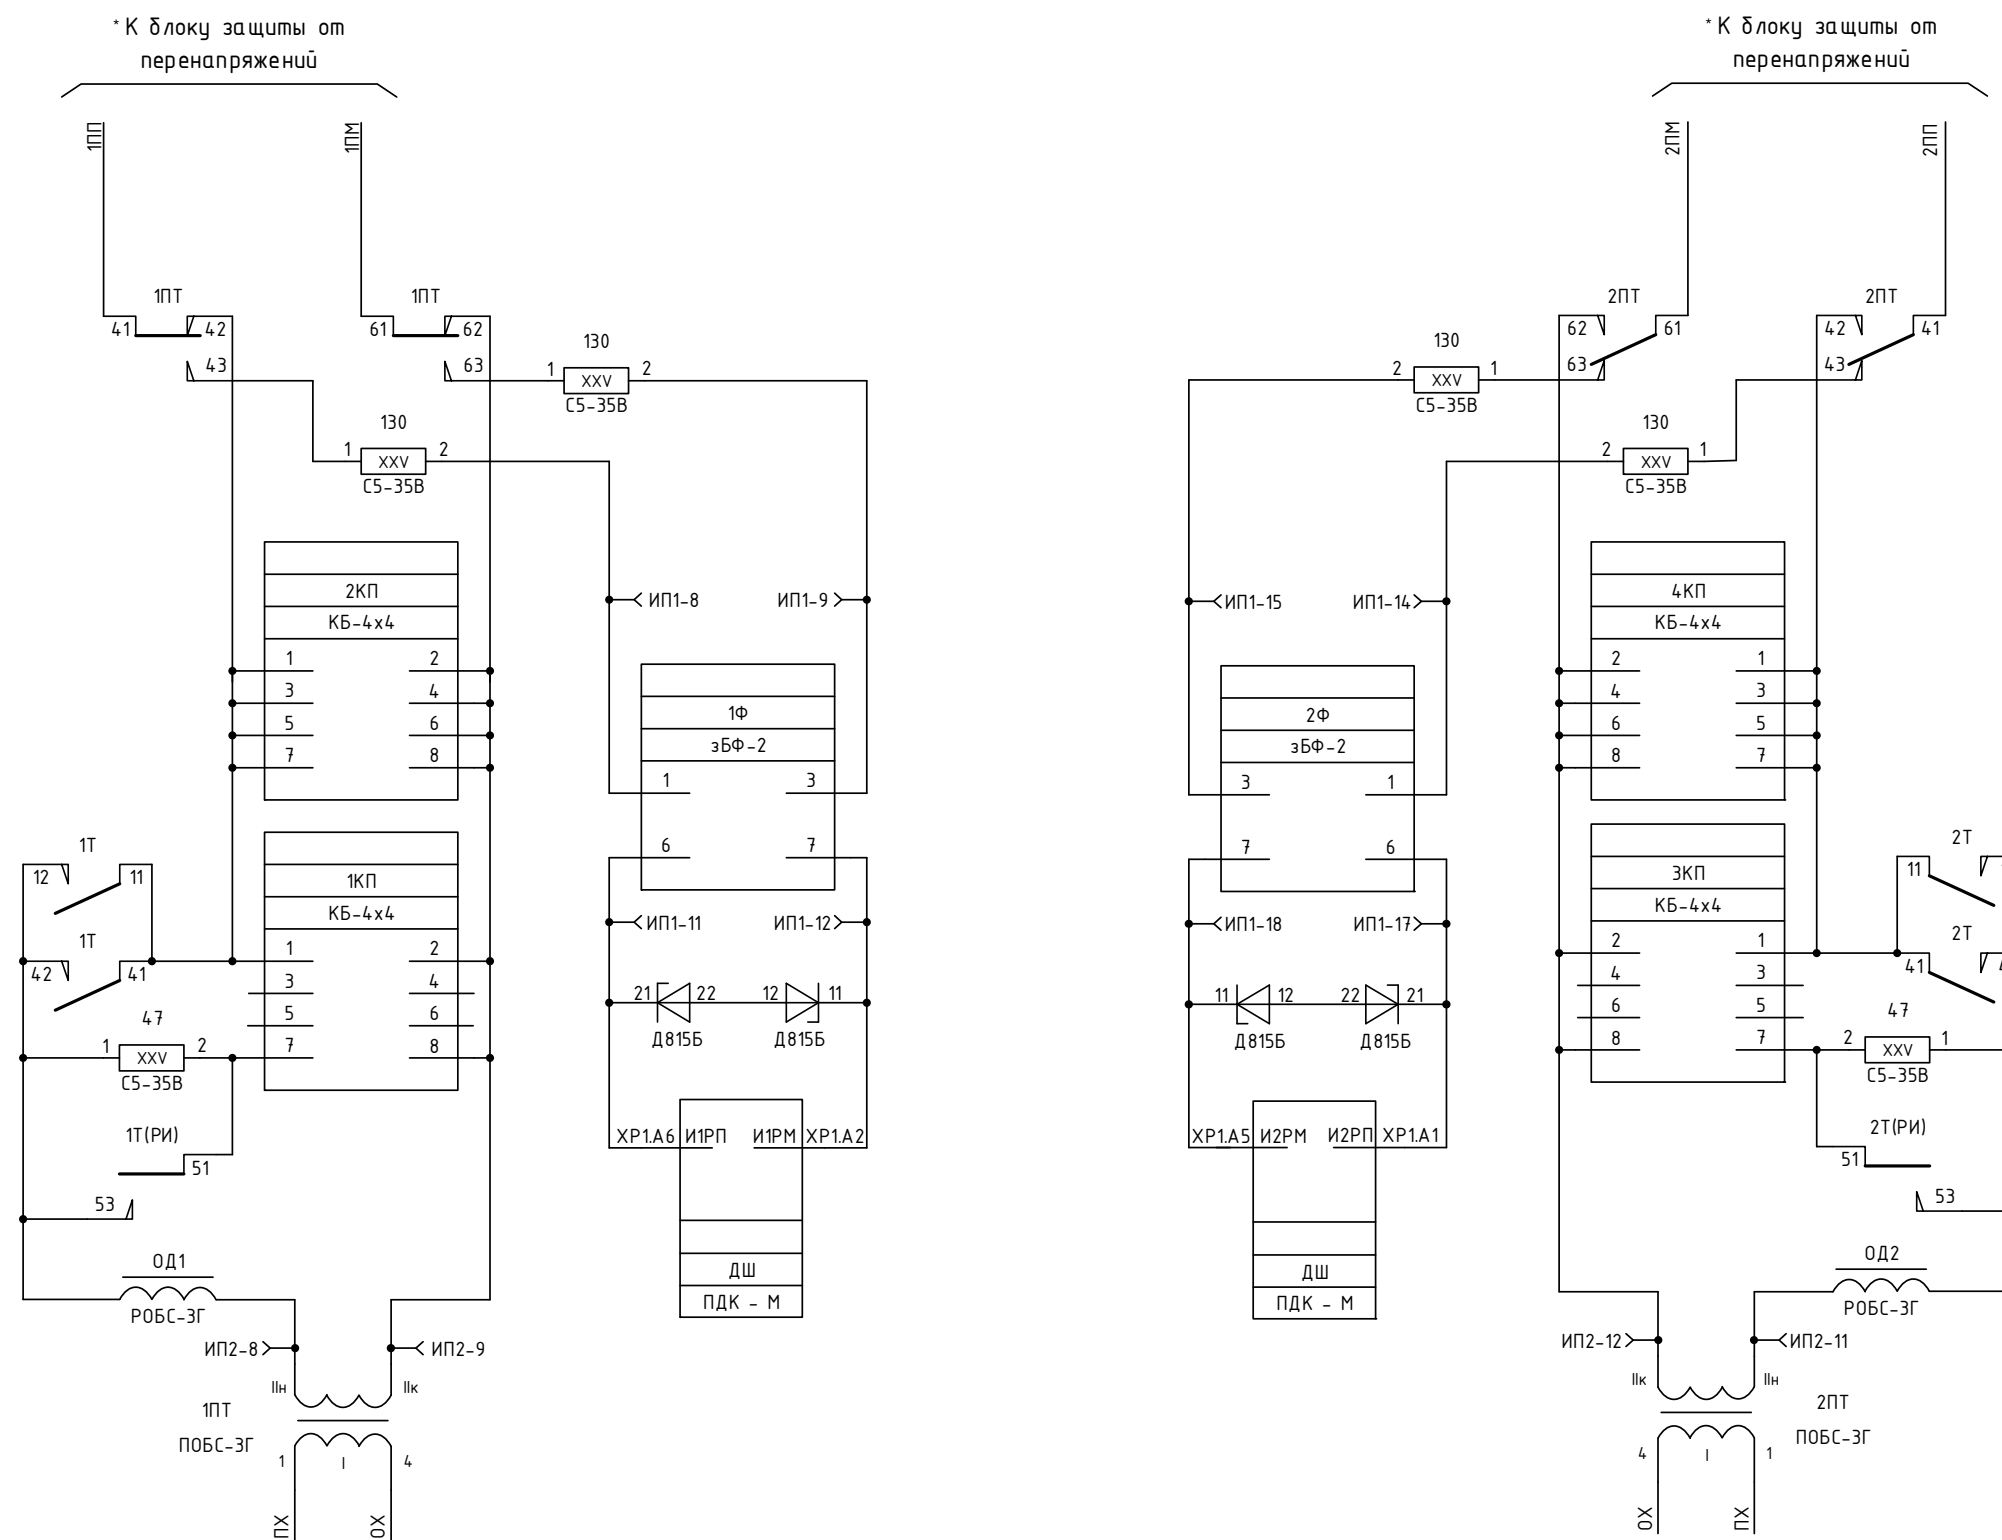 *К блоку защиты от
перенапряжений
1ПП
1ПМ
1ПТ
1ПТ
41
42
61
62
43
63
130
1
XXV
2
С5-35В
130
1
XXV
2
С5-35В
2КП
КБ-4х4
1
2
3
4
5
6
7
8
ИП1-8
ИП1-9
1Ф
зБФ-2
1
3
6
7
1Т
12
11
1Т
42
41
1КП
КБ-4х4
1
2
3
4
5
6
7
8
47
1
XXV
2
С5-35В
1Т(РИ)
51
53
ИП1-11
ИП1-12
21
22
12
11
Д815Б
Д815Б
ХР1.А6
И1РП
И1РМ
ХР1.А2
ДШ
ПДК - М
ОД1
РОБС-3Г
ИП2-8
ИП2-9
IIн
IIк
1ПТ
ПОБС-3Г
1
I
4
ПХ
ОХ
*К блоку защиты от
перенапряжений
2ПМ
2ПП
2ПТ
2ПТ
62
61
42
41
63
43
130
2
XXV
1
С5-35В
130
2
XXV
1
С5-35В
4КП
КБ-4х4
2
1
4
3
6
5
8
7
ИП1-15
ИП1-14
2Ф
зБФ-2
3
1
7
6
3КП
КБ-4х4
2
1
4
3
6
5
8
7
2Т
11
2Т
41
4
47
2
XXV
1
С5-35В
2Т(РИ)
51
53
ИП1-18
ИП1-17
11
12
22
21
Д815Б
Д815Б
ХР1.А5
И2РМ
И2РП
ХР1.А1
ДШ
ПДК - М
ОД2
РОБС-3Г
ИП2-12
ИП2-11
IIк
IIн
2ПТ
ПОБС-3Г
4
I
1
ОХ
ПХ